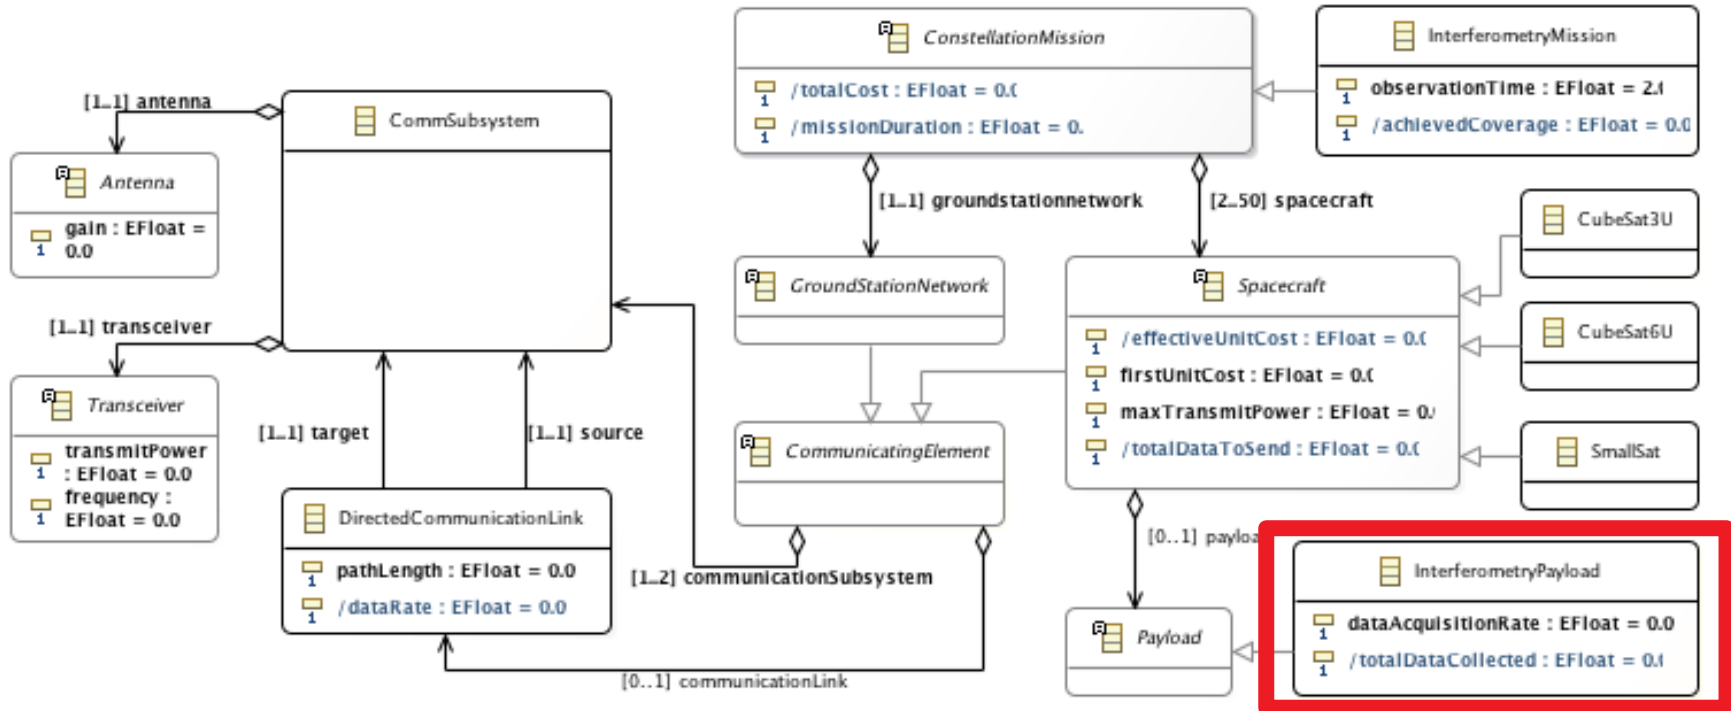 ConstellationMission
/totalCost : EFloat = 0.
/missionDuration : EFloat = 0.
InterferometryMission
observationTime : EFloat = 2.
/achievedCoverage : EFloat = 0.0
[1..1] antenna
CommSubsystem
Antenna
gain : EFloat =
0.0
[1..1] groundstationnetwork
[2..50] spacecraft
CubeSat3U
GroundStationNetwork
Spacecraft
/effectiveUnitCost : EFloat = 0.
firstUnitCost : EFloat = 0.
maxTransmitPower : EFloat = 0.
/totalDataToSend : EFloat = 0.
CubeSat6U
[1..1] transceiver
Transceiver
transmitPower
: EFloat = 0.0
frequency :
EFloat = 0.0
[1..1] target
[1..1] source
CommunicatingElement
SmallSat
DirectedCommunicationLink
pathLength : EFloat = 0.0
/dataRate : EFloat = 0.0
[1..2] communicationSubsystem
[0..1] communicationLink
[0..1] payloa
Payload
InterferometryPayload
dataAcquisitionRate : EFloat = 0.0
/totalDataCollected : EFloat = 0.